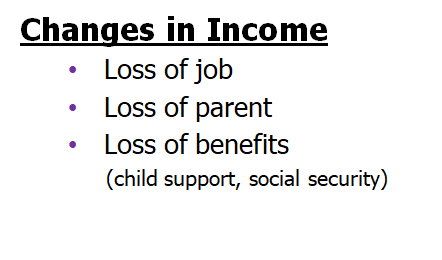 Changes in Income
• Loss of job
• Loss of parent
• Loss of benefits
(child support, social security)